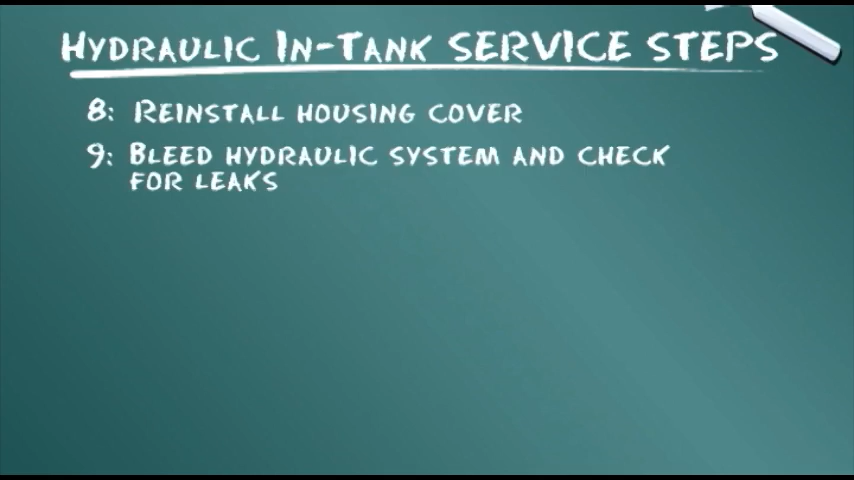 Hydraulic In-Tank SERVICE STEPS
8: Reinstall housing cover
9: Bleed hydraulic system and check
for leaks